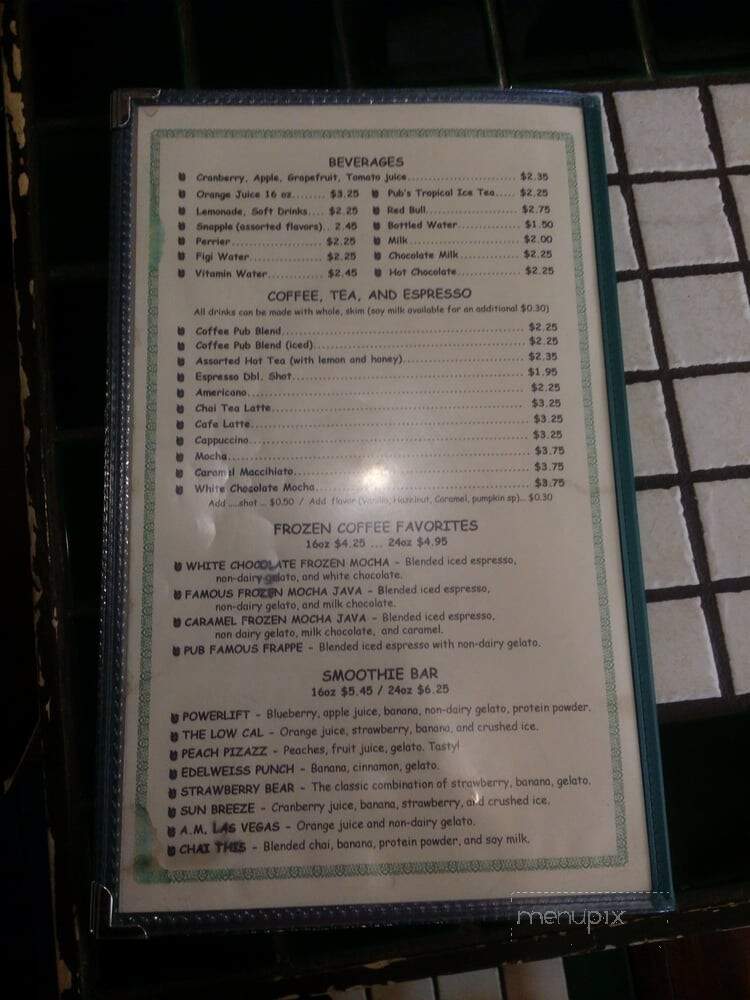 BEVERAGES
Cranberry, Apple, Grapefruit, Tomato juice.......................... $2.35
Orange Juice 16 oz........ $3.25 Pub's Tropical Ice Tea..... $2.25
Lemonade, Soft Drinks.... $2.25 Red Bull........................ $2.75
Snapple (assorted flavors).. 2.45 Bottled Water................. $1.50
Perrier........................ $2.25 Milk............................. $2.00
Figi Water.................... $2.25 Chocolate Milk............... $2.25
Vitamin Water.............. $2.45 Hot Chocolate................ $2.25
COFFEE, TEA, AND ESPRESSO
All drinks can be made with whole, skim (soy milk available for an additional $0.30)
Coffee Pub Blend.......................................................... $2.25
Coffee Pub Blend (iced).................................................. $2.25
Assorted Hot Tea (with lemon and honey)............................ $2.35
Espresso Dbl. Shot....................................................... $1.95
Americano.................................................................. $2.25
Chai Tea Latte............................................................. $3.25
Cafe Latte.................................................................. $3.25
Cappuccino.................................................................. $3.25
Mocha........................................................................ $3.75
Caramel Maccihiato....................................................... $3.75
White Chocolate Mocha.................................................. $3.75
Add .....shot ... $0.50 / Add flavor (Vanilla, Hazelnut, Caramel, pumpkin sp)... $0.30
FROZEN COFFEE FAVORITES
16oz $4.25 ... 24oz $4.95
WHITE CHOCOLATE FROZEN MOCHA - Blended iced espresso,
non-dairy gelato, and white chocolate.
FAMOUS FROZEN MOCHA JAVA - Blended iced espresso,
non-dairy gelato, and milk chocolate.
CARAMEL FROZEN MOCHA JAVA - Blended iced espresso,
non dairy gelato, milk chocolate, and caramel.
PUB FAMOUS FRAPPE - Blended iced espresso with non-dairy gelato.
SMOOTHIE BAR
16oz $5.45 / 24oz $6.25
POWERLIFT - Blueberry, apple juice, banana, non-dairy gelato, protein powder.
THE LOW CAL - Orange juice, strawberry, banana, and crushed ice.
PEACH PIZAZZ - Peaches, fruit juice, gelato. Tasty!
EDELWEISS PUNCH - Banana, cinnamon, gelato.
STRAWBERRY BEAR - The classic combination of strawberry, banana, gelato.
SUN BREEZE - Cranberry juice, banana, strawberry, and crushed ice.
A.M. LAS VEGAS - Orange juice and non-dairy gelato.
CHAI THIS - Blended chai, banana, protein powder, and soy milk.
menupix